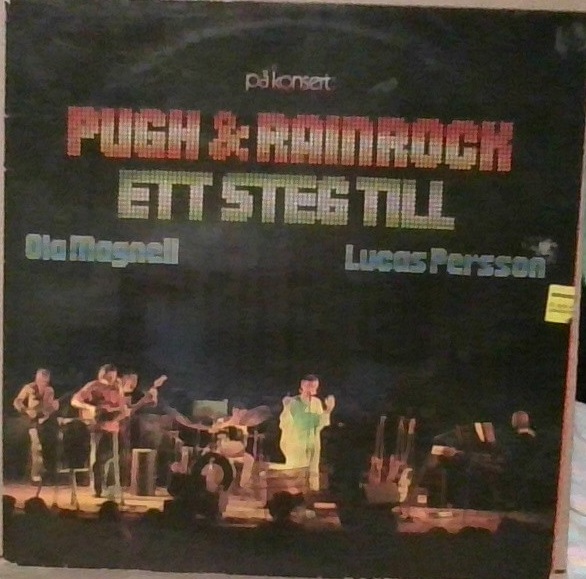 på konsert
PUGH & RAINROCK
ETT STEG TILL
Ola Magnell Lucas Persson